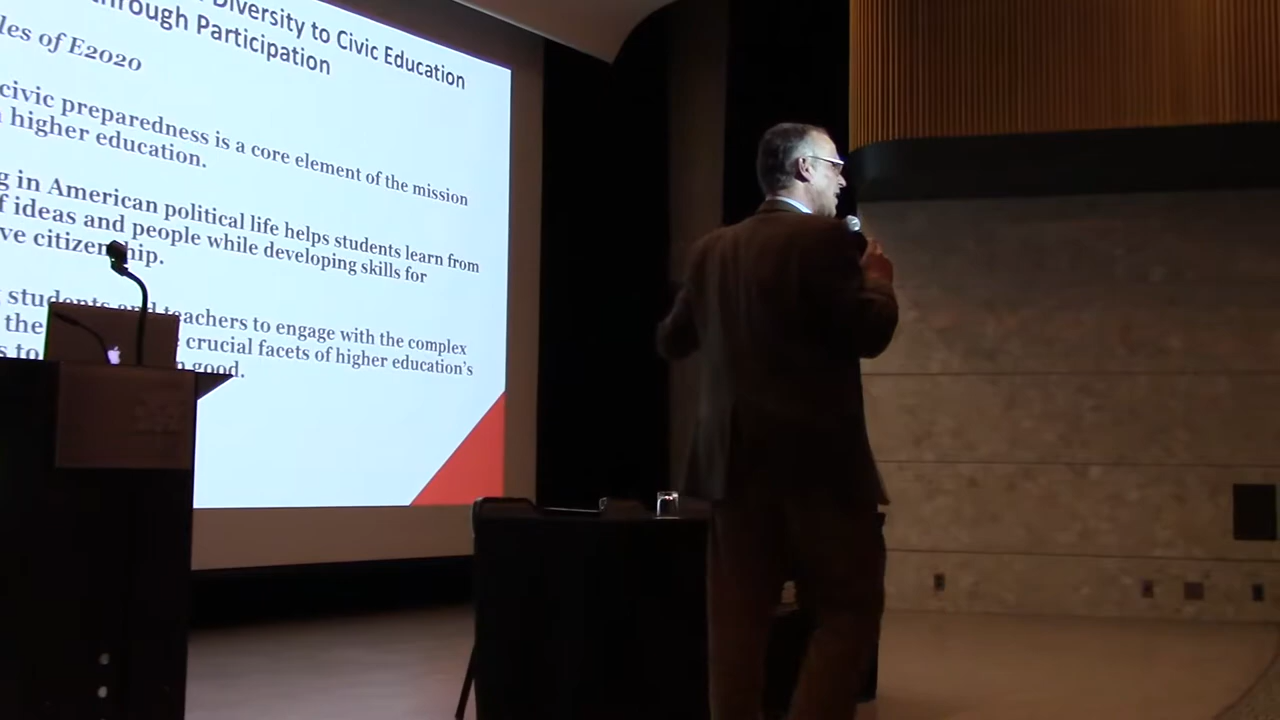 Diversity to Civic Education
through Participation
les of E2020
civic preparedness is a core element of the mission
higher education.
g in American political life helps students learn from
f ideas and people while developing skills for
ve citizenship.
students and teachers to engage with the complex
the crucial facets of higher education's
s to good.